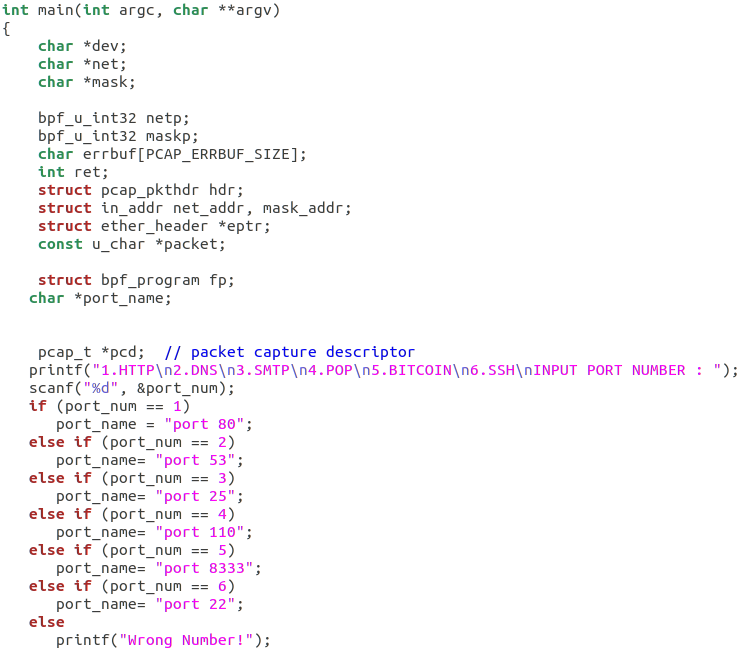 int main(int argc, char **argv)
{
    char *dev;
    char *net;
    char *mask;

    bpf_u_int32 netp;
    bpf_u_int32 maskp;
    char errbuf[PCAP_ERRBUF_SIZE];
    int ret;
    struct pcap_pkthdr hdr;
    struct in_addr net_addr, mask_addr;
    struct ether_header *eptr;
    const u_char *packet;

    struct bpf_program fp;
   char *port_name;


    pcap_t *pcd;  // packet capture descriptor
   printf("1.HTTP\n2.DNS\n3.SMTP\n4.POP\n5.BITCOIN\n6.SSH\nINPUT PORT NUMBER : ");
   scanf("%d", &port_num);
   if (port_num == 1)
      port_name = "port 80";
   else if (port_num == 2)
      port_name= "port 53";
   else if (port_num == 3)
      port_name= "port 25";
   else if (port_num == 4)
      port_name= "port 110";
   else if (port_num == 5)
      port_name= "port 8333";
   else if (port_num == 6)
      port_name= "port 22";
   else
      printf("Wrong Number!");